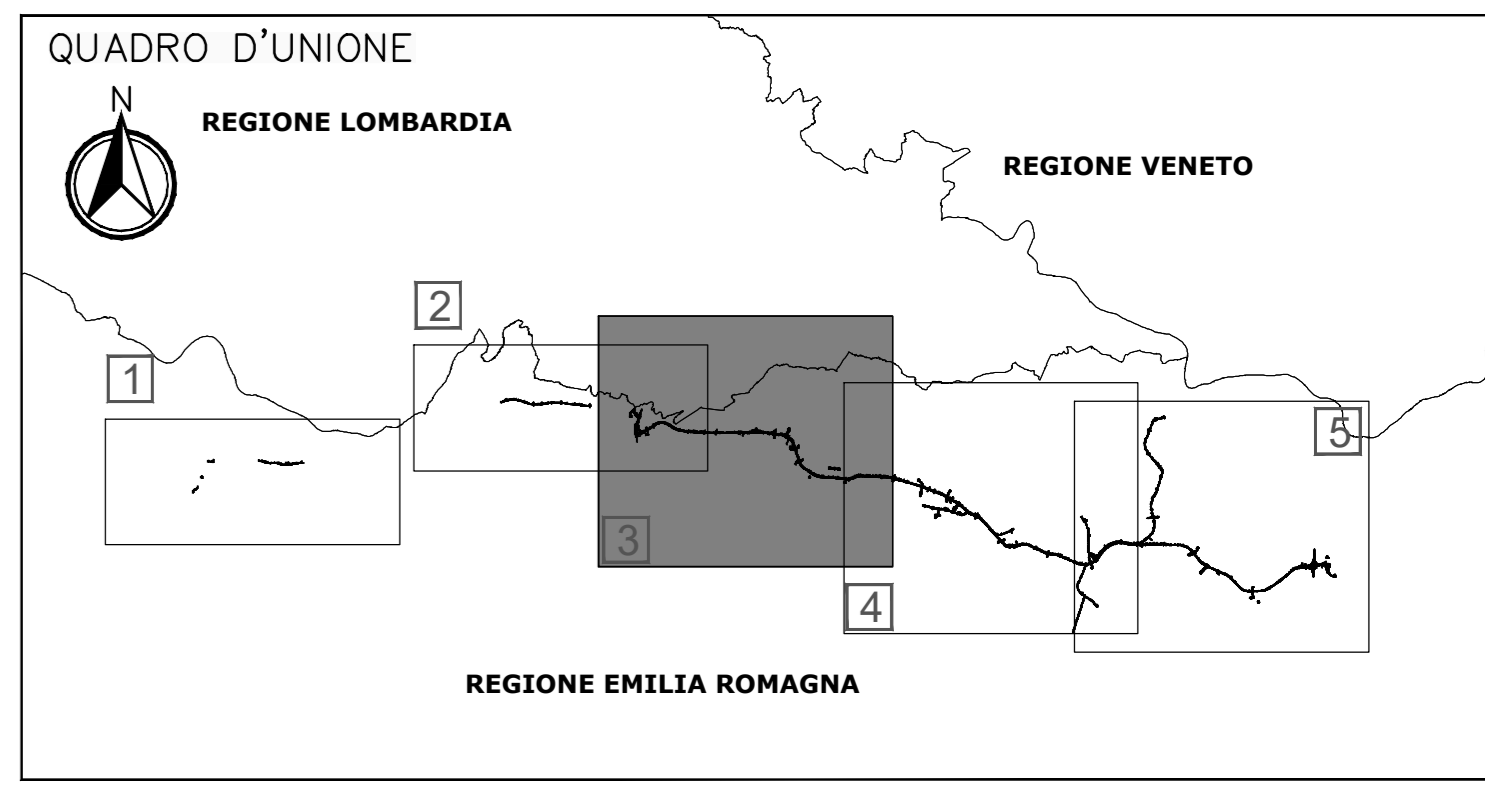 QUADRO D'UNIONE
N
REGIONE LOMBARDIA
REGIONE VENETO
2
1
5
3
4
REGIONE EMILIA ROMAGNA